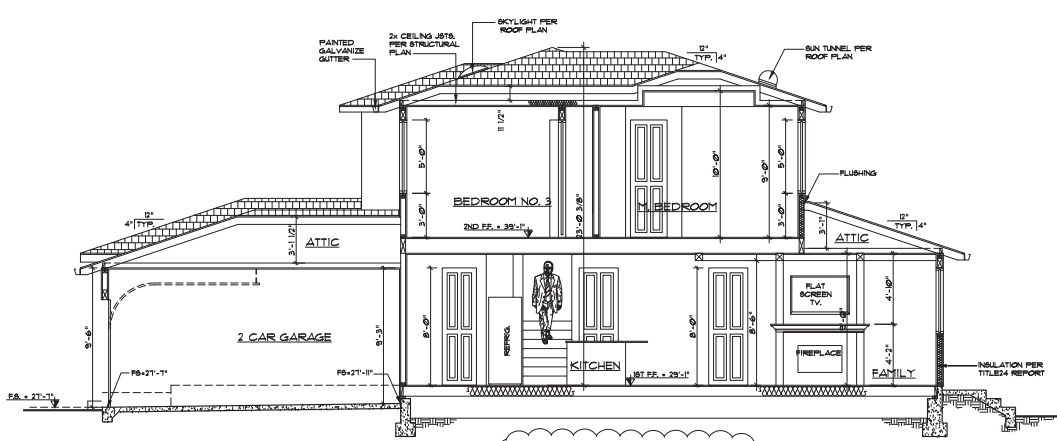 SKYLIGHT PER
ROOF PLAN
2x CEILING JSTS.
PER STRUCTURAL
PLAN
PAINTED
GALVANIZE
GUTTER
12"
TYP.
4"
SUN TUNNEL PER
ROOF PLAN
11 1/2"
5'-0"
3'-0"
BEDROOM NO. 3
2ND F.F. = 39'-1"
23'-0 3/8"
M. BEDROOM
10'-0"
9'-0"
5'-0"
3'-0"
FLUSHING
3'-1"
12"
TYP.
4"
ATTIC
12"
4"
TYP.
3'-1 1/2"
ATTIC
9'-6"
2 CAR GARAGE
9'-3"
FS=27'-7"
FS=27'-11"
F.S. = 27'-7"
8'-0"
REFRIG.
KITCHEN
1ST F.F. = 29'-1"
8'-0"
8'-6"
FLAT
SCREEN
TV.
FIREPLACE
4'-10"
4'-2"
FAMILY
INSULATION PER
TITLE24 REPORT